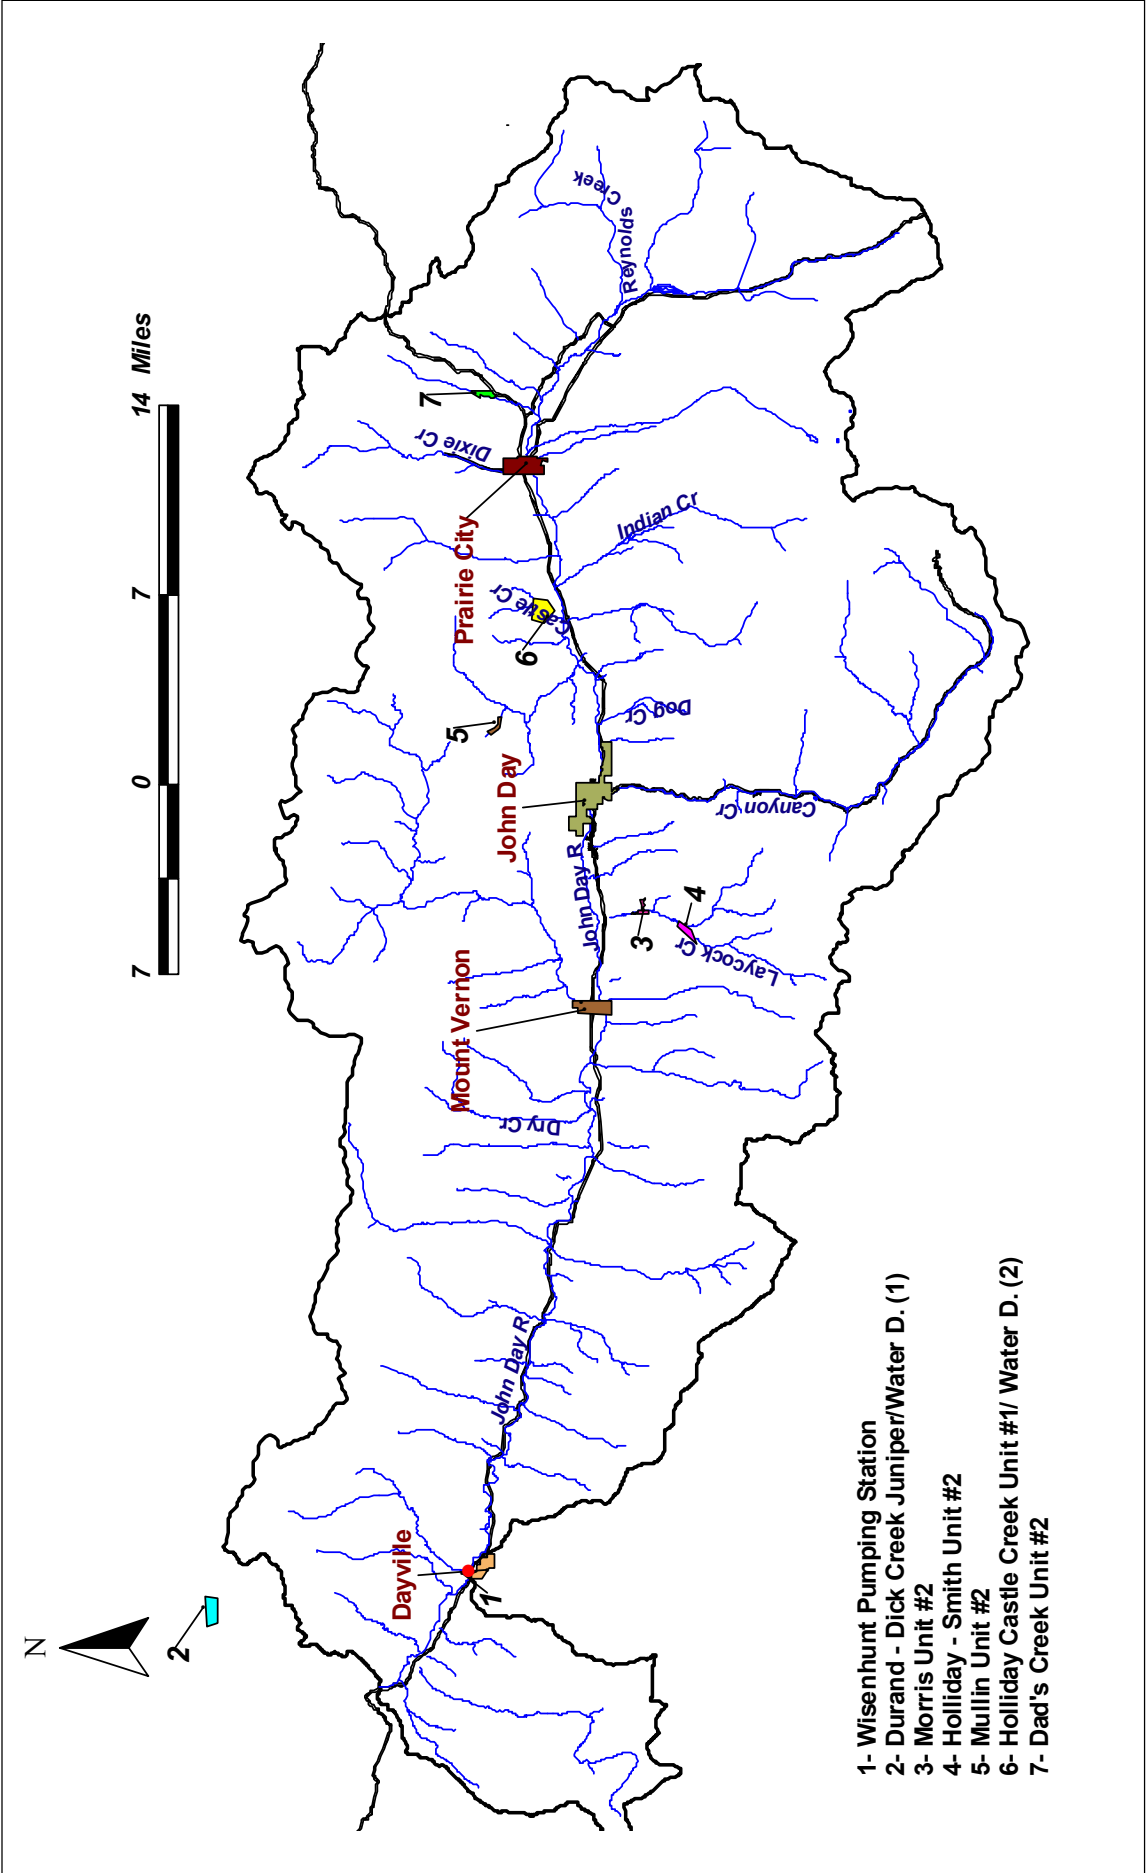 N
7 0 7 14 Miles
2
Dayville
1
John Day R
Dry Cr
Mount Vernon
John Day R
3
4
Laycock Cr
John Day
Canyon Cr
Dog Cr
5
6
Castle Cr
Indian Cr
Prairie City
Dixie Cr
7
Reynolds Creek
1- Wisenhunt Pumping Station
2- Durand - Dick Creek Juniper/Water D. (1)
3- Morris Unit #2
4- Holliday - Smith Unit #2
5- Mullin Unit #2
6- Holliday Castle Creek Unit #1/ Water D. (2)
7- Dad's Creek Unit #2